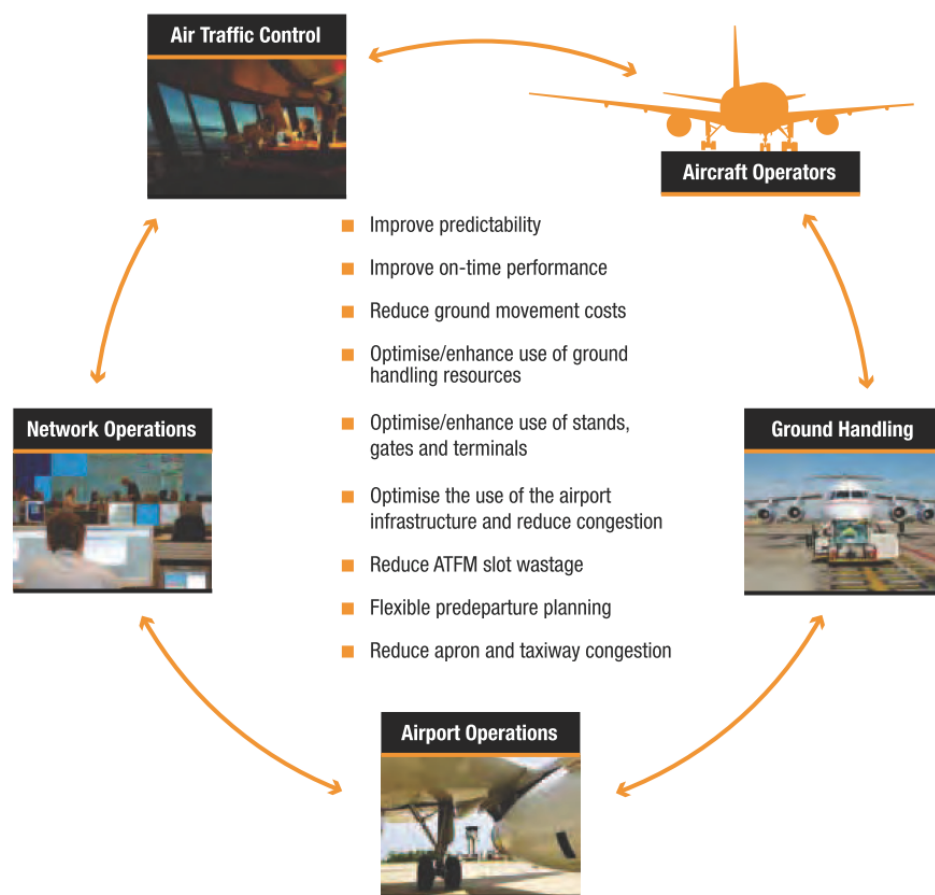 Air Traffic Control
Aircraft Operators
Improve predictability
Improve on-time performance
Reduce ground movement costs
Optimise/enhance use of ground
handling resources
Optimise/enhance use of stands,
gates and terminals
Optimise the use of the airport
infrastructure and reduce congestion
Reduce ATFM slot wastage
Flexible predeparture planning
Reduce apron and taxiway congestion
Network Operations
Ground Handling
Airport Operations